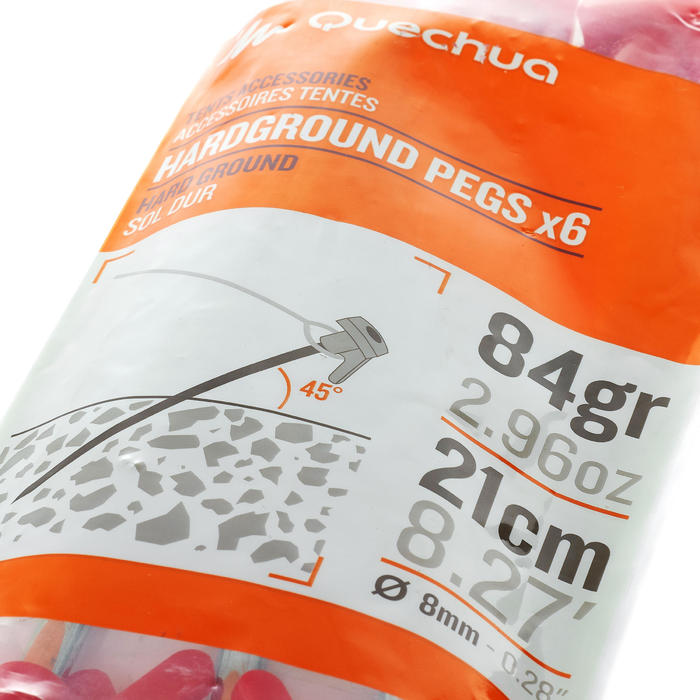 Quechua
TENTS ACCESSORIES
ACCESSOIRES TENTES
HARDGROUND PEGS x6
HARD GROUND
SOL DUR
45°
84gr
2.96oz
21cm
8.27'
Ø 8mm - 0.28"